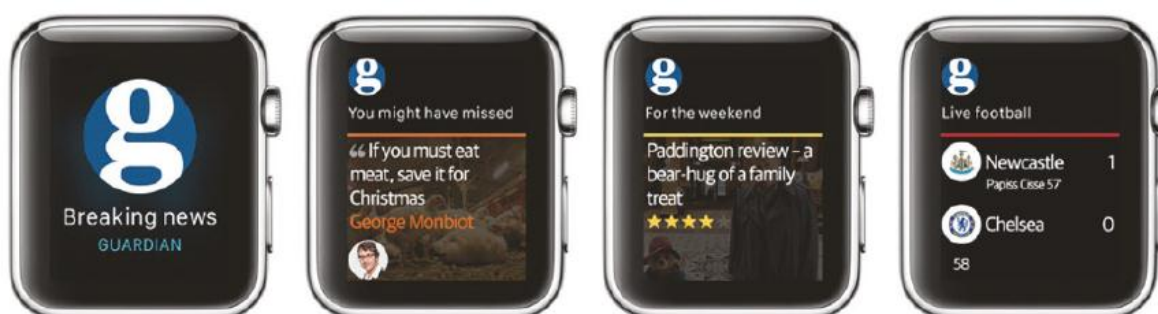 g
Breaking news
GUARDIAN
g
You might have missed
“ If you must eat
meat, save it for
Christmas
George Monbiot
g
For the weekend
Paddington review – a
bear-hug of a family
treat
g
Live football
Newcastle 1
Papiss Cisse 57'
Chelsea 0
58